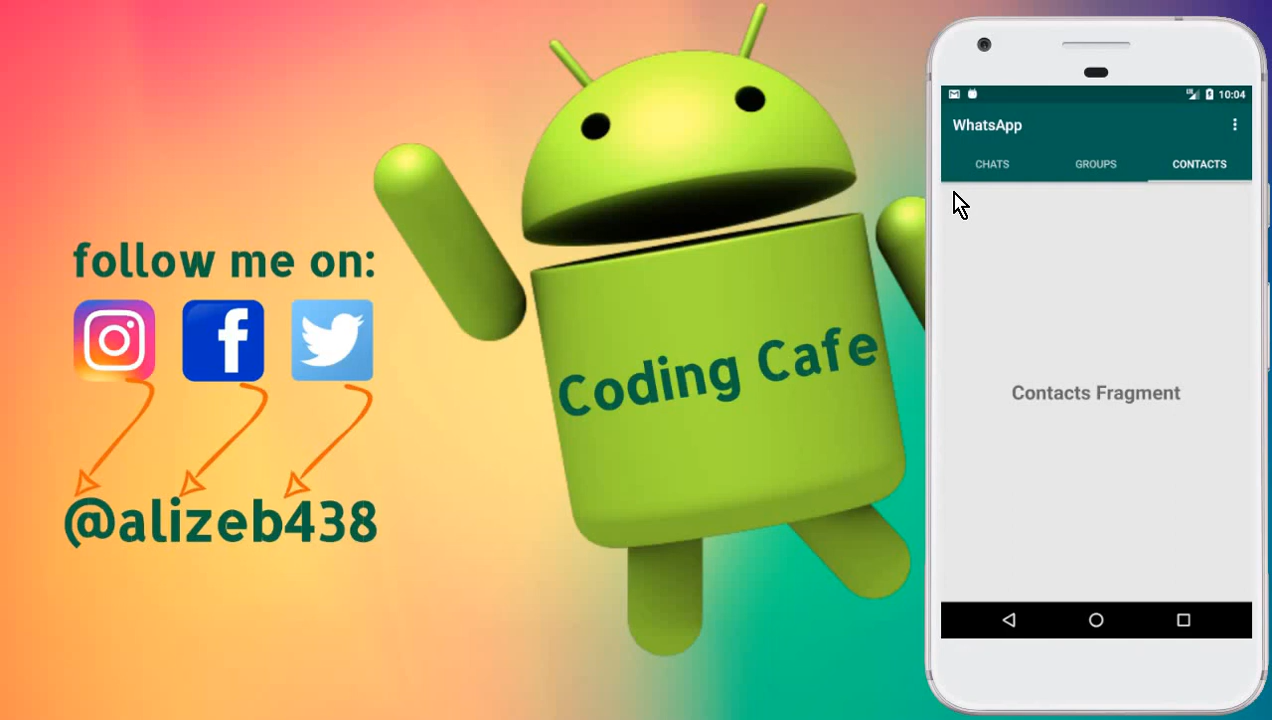 follow me on:
@alizeb438
Coding Cafe
10:04
WhatsApp
CHATS GROUPS CONTACTS
Contacts Fragment